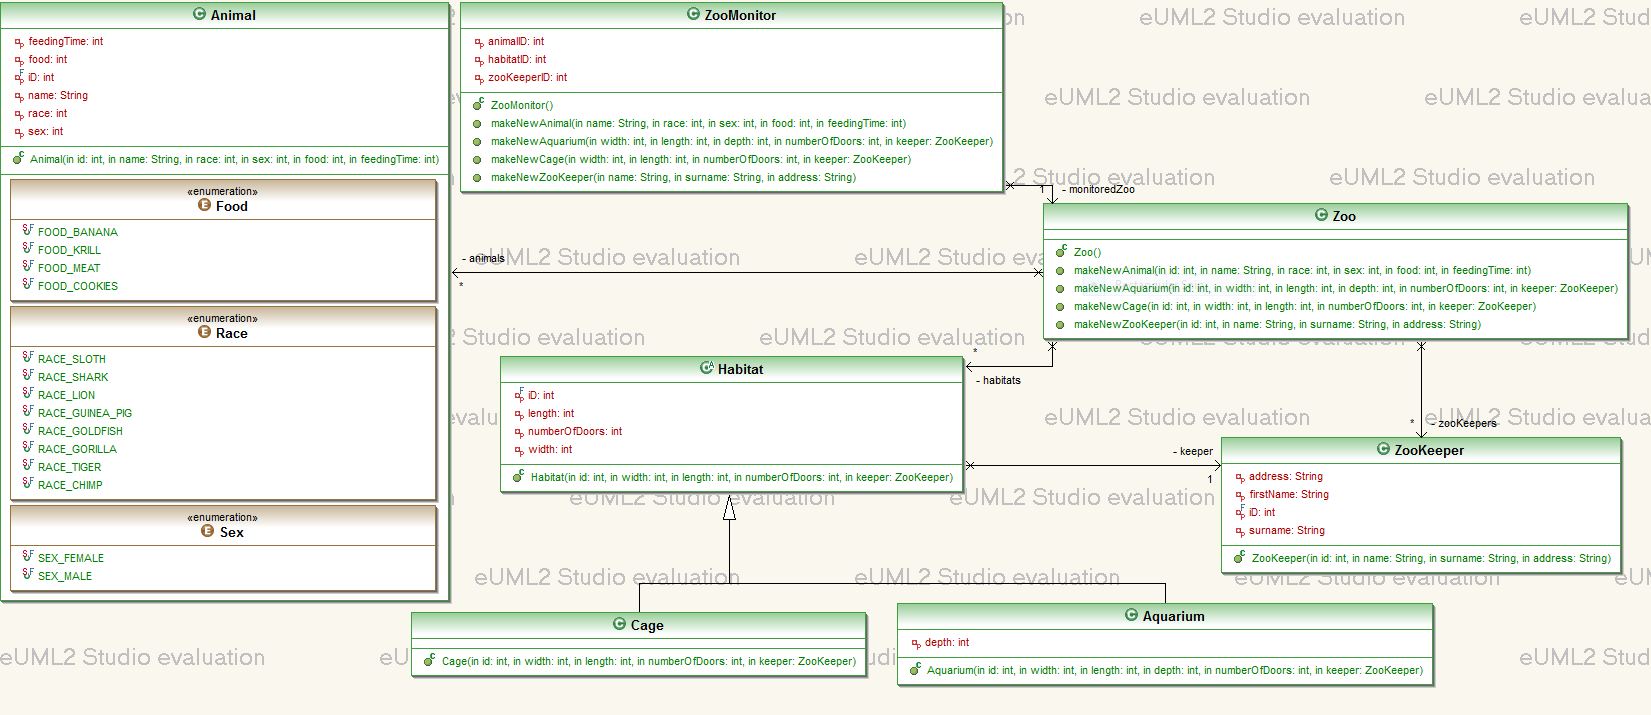 Animal
feedingTime: int
food: int
iD: int
name: String
race: int
sex: int
Animal(in id: int, in name: String, in race: int, in sex: int, in food: int, in feedingTime: int)
«enumeration»
Food
FOOD_BANANA
FOOD_KRILL
FOOD_MEAT
FOOD_COOKIES
«enumeration»
Race
RACE_SLOTH
RACE_SHARK
RACE_LION
RACE_GUINEA_PIG
RACE_GOLDFISH
RACE_GORILLA
RACE_TIGER
RACE_CHIMP
«enumeration»
Sex
SEX_FEMALE
SEX_MALE
ZooMonitor
animalID: int
habitatID: int
zooKeeperID: int
ZooMonitor()
makeNewAnimal(in name: String, in race: int, in sex: int, in food: int, in feedingTime: int)
makeNewAquarium(in width: int, in length: int, in depth: int, in numberOfDoors: int, in keeper: ZooKeeper)
makeNewCage(in width: int, in length: int, in numberOfDoors: int, in keeper: ZooKeeper)
makeNewZooKeeper(in name: String, in surname: String, in address: String)
1
- monitoredZoo
Zoo
Zoo()
makeNewAnimal(in id: int, in name: String, in race: int, in sex: int, in food: int, in feedingTime: int)
makeNewAquarium(in id: int, in width: int, in length: int, in depth: int, in numberOfDoors: int, in keeper: ZooKeeper)
makeNewCage(in id: int, in width: int, in length: int, in numberOfDoors: int, in keeper: ZooKeeper)
makeNewZooKeeper(in id: int, in name: String, in surname: String, in address: String)
- animals
*
*
- habitats
Habitat
iD: int
length: int
numberOfDoors: int
width: int
Habitat(in id: int, in width: int, in length: int, in numberOfDoors: int, in keeper: ZooKeeper)
- keeper
1
*
- zooKeepers
ZooKeeper
address: String
firstName: String
iD: int
surname: String
ZooKeeper(in id: int, in name: String, in surname: String, in address: String)
Cage
Cage(in id: int, in width: int, in length: int, in numberOfDoors: int, in keeper: ZooKeeper)
Aquarium
depth: int
Aquarium(in id: int, in width: int, in length: int, in depth: int, in numberOfDoors: int, in keeper: ZooKeeper)
eUML2 Studio evaluation